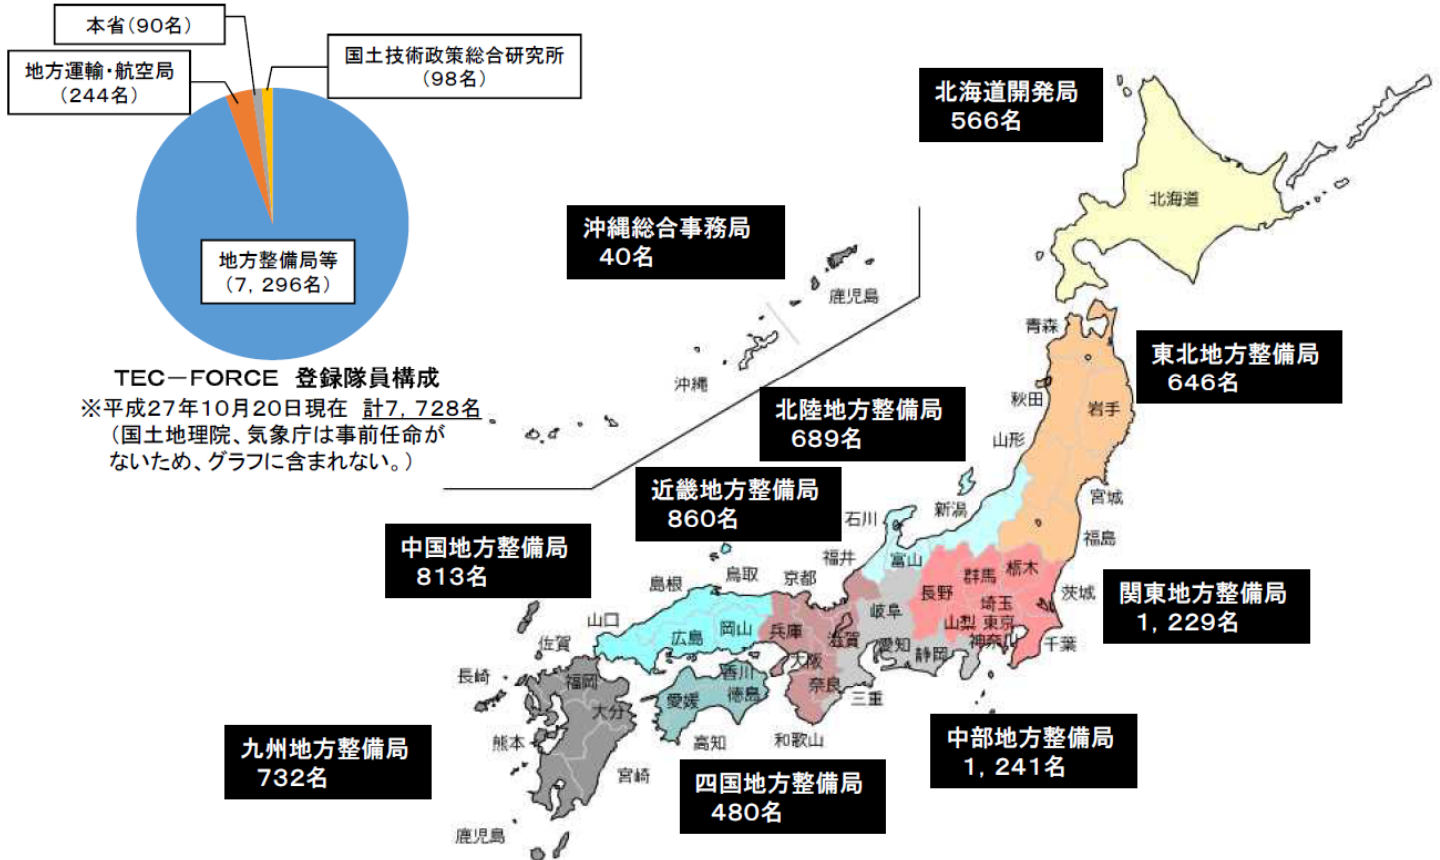 本省（90名）
国土技術政策総合研究所
（98名）
地方運輸・航空局
（244名）
地方整備局等
（7，296名）
TEC－FORCE 登録隊員構成
※平成27年10月20日現在 計7，728名
（国土地理院、気象庁は事前任命が
ないため、グラフに含まれない。）
北海道開発局
566名
北海道
沖縄総合事務局
40名
鹿児島
沖縄
青森
東北地方整備局
646名
秋田
岩手
北陸地方整備局
689名
山形
宮城
近畿地方整備局
860名
石川
新潟
福島
中国地方整備局
813名
福井
富山
群馬
栃木
島根
鳥取
京都
長野
茨城
関東地方整備局
1，229名
岐阜
埼玉
山梨
東京
山口
広島
岡山
兵庫
滋賀
愛知
静岡
神奈川
千葉
佐賀
大阪
香川
長崎
福岡
愛媛
徳島
奈良
三重
大分
熊本
高知
和歌山
中部地方整備局
1，241名
九州地方整備局
732名
宮崎
四国地方整備局
480名
鹿児島